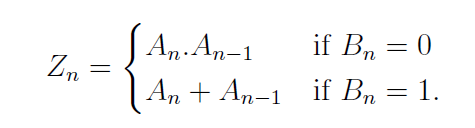 Z_n = { A_n.A_{n−1} if B_n = 0
A_n + A_{n−1} if B_n = 1.